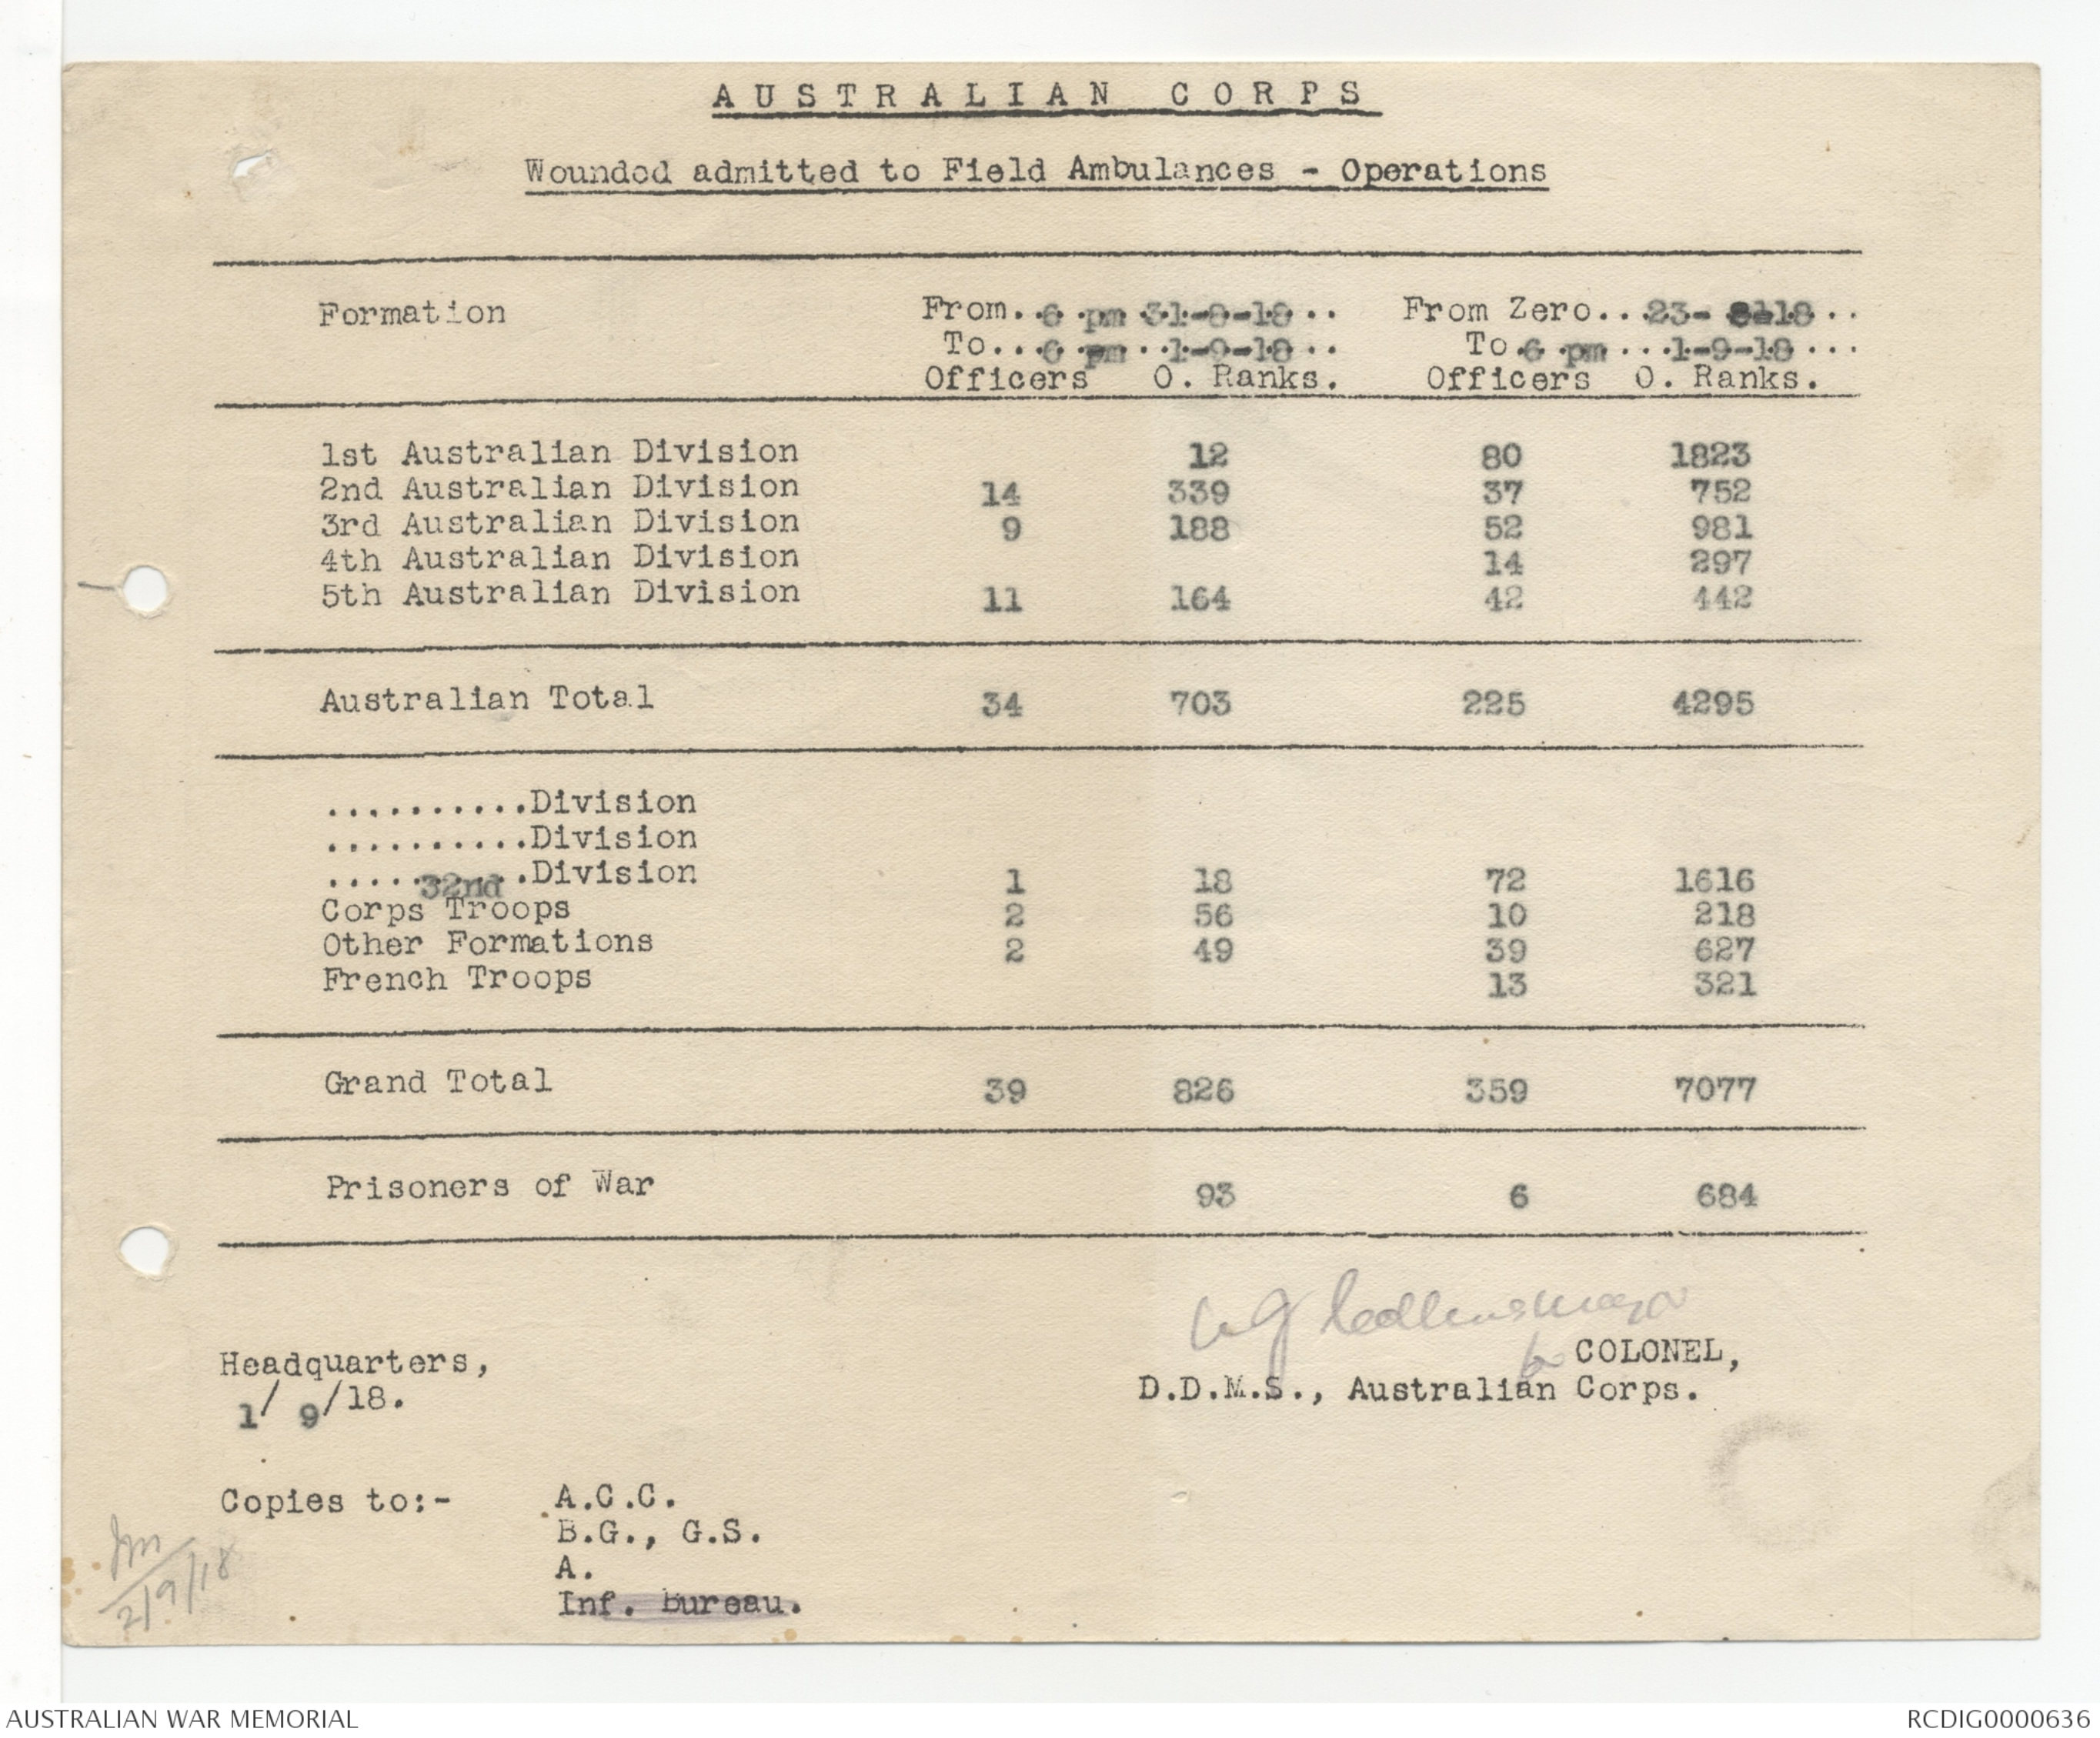 AUSTRALIAN CORPS
Wounded admitted to Field Ambulances - Operations
Formation From..6 pm 31-8-18.. From Zero...23- 8-18..
To...6 pm..1-9-18.. To 6 pm...1-9-18...
Officers O. Ranks. Officers O. Ranks.
1st Australian Division 12 80 1823
2nd Australian Division 14 339 37 752
3rd Australian Division 9 188 52 981
4th Australian Division 14 297
5th Australian Division 11 164 42 442
Australian Total 34 703 225 4295
..........Division
..........Division
.....32nd.Division 1 18 72 1616
Corps Troops 2 56 10 218
Other Formations 2 49 39 627
French Troops 13 321
Grand Total 39 826 359 7077
Prisoners of War 93 6 684
Headquarters,
1/ 9/18.
COLONEL,
D.D.M.S., Australian Corps.
Copies to:- A.C.C.
B.G., G.S.
A.
Inf. Bureau.
2/9/18
AUSTRALIAN WAR MEMORIAL RCDIG0000636